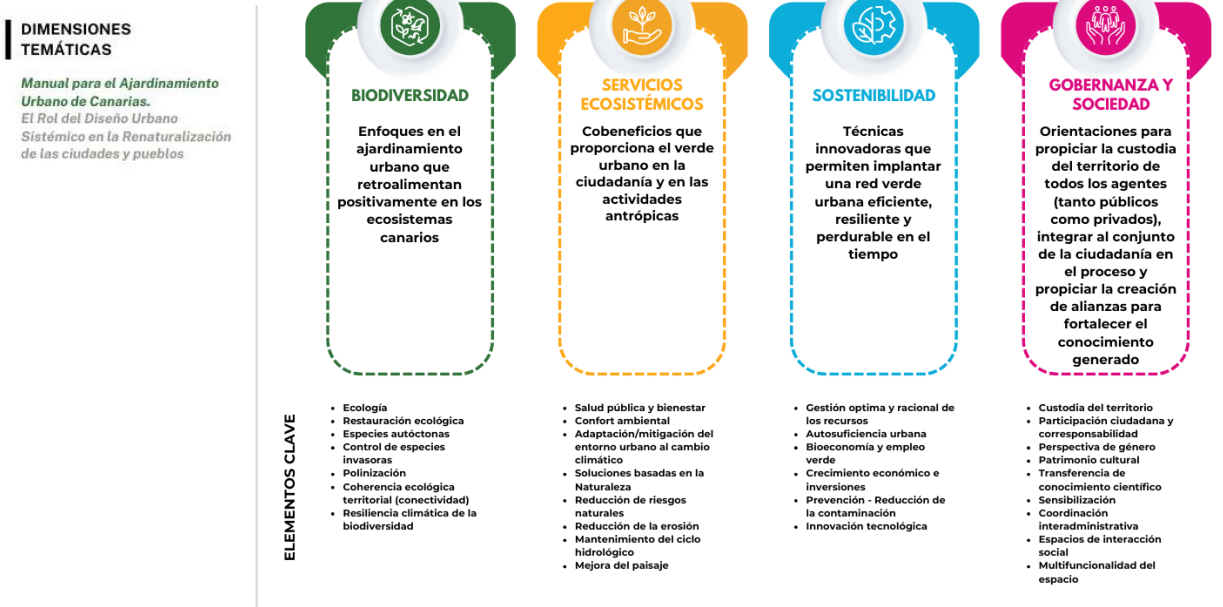 DIMENSIONES
TEMÁTICAS
Manual para el Ajardinamiento
Urbano de Canarias.
El Rol del Diseño Urbano
Sistémico en la Renaturalización
de las ciudades y pueblos
BIODIVERSIDAD
Enfoques en el
ajardinamiento
urbano que
retroalimentan
positivamente en los
ecosistemas
canarios
SERVICIOS
ECOSISTÉMICOS
Cobeneficios que
proporciona el verde
urbano en la
ciudadanía y en las
actividades
antrópicas
SOSTENIBILIDAD
Técnicas
innovadoras que
permiten implantar
una red verde
urbana eficiente,
resiliente y
perdurable en el
tiempo
GOBERNANZA Y
SOCIEDAD
Orientaciones para
propiciar la custodia
del territorio de
todos los agentes
(tanto públicos
como privados),
integrar al conjunto
de la ciudadanía en
el proceso y
propiciar la creación
de alianzas para
fortalecer el
conocimiento
generado
ELEMENTOS CLAVE
• Ecología
• Restauración ecológica
• Especies autóctonas
• Control de especies
invasoras
• Polinización
• Coherencia ecológica
territorial (conectividad)
• Resiliencia climática de la
biodiversidad
• Salud pública y bienestar
• Confort ambiental
• Adaptación/mitigación del
entorno urbano al cambio
climático
• Soluciones basadas en la
Naturaleza
• Reducción de riesgos
naturales
• Reducción de la erosión
• Mantenimiento del ciclo
hidrológico
• Mejora del paisaje
• Gestión optima y racional de
los recursos
• Autosuficiencia urbana
• Bioeconomía y empleo
verde
• Crecimiento económico e
inversiones
• Prevención - Reducción de
la contaminación
• Innovación tecnológica
• Custodia del territorio
• Participación ciudadana y
corresponsabilidad
• Perspectiva de género
• Patrimonio cultural
• Transferencia de
conocimiento científico
• Sensibilización
• Coordinación
interadministrativa
• Espacios de interacción
social
• Multifuncionalidad del
espacio